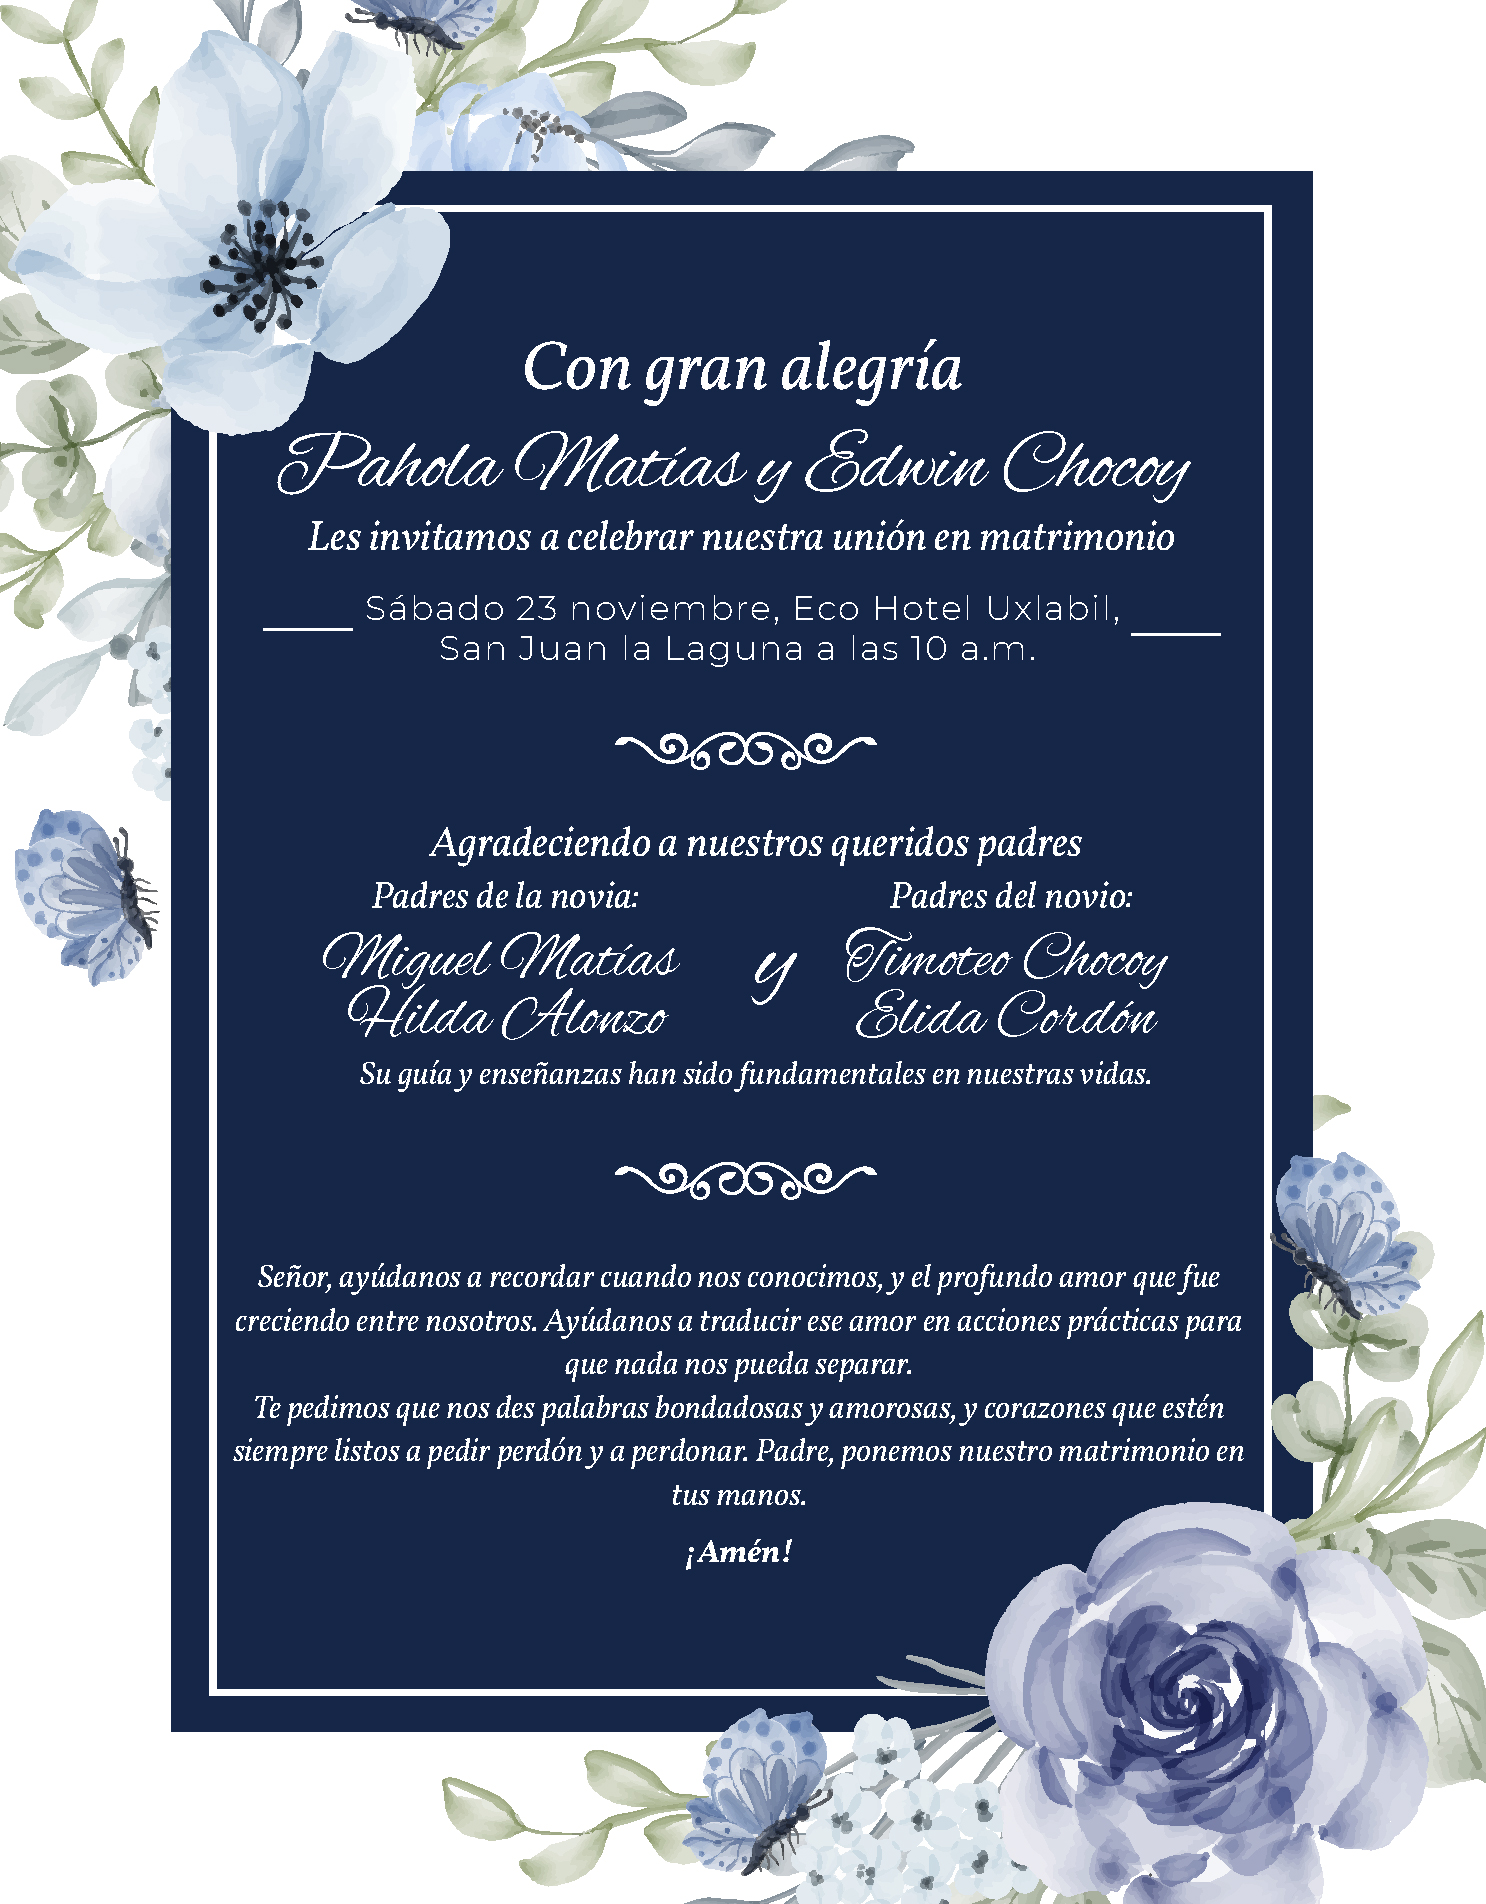 Con gran alegría
Pahola Matías y Edwin Chocoy
Les invitamos a celebrar nuestra unión en matrimonio
Sábado 23 noviembre, Eco Hotel Uxlabil,
San Juan la Laguna a las 10 a.m.
Agradeciendo a nuestros queridos padres
Padres de la novia:
Miguel Matías
Hilda Alonzo
y
Padres del novio:
Timoteo Chocoy
Elida Cordón
Su guía y enseñanzas han sido fundamentales en nuestras vidas.
Señor, ayúdanos a recordar cuando nos conocimos, y el profundo amor que fue
creciendo entre nosotros. Ayúdanos a traducir ese amor en acciones prácticas para
que nada nos pueda separar.
Te pedimos que nos des palabras bondadosas y amorosas, y corazones que estén
siempre listos a pedir perdón y a perdonar. Padre, ponemos nuestro matrimonio en
tus manos.
¡Amén!